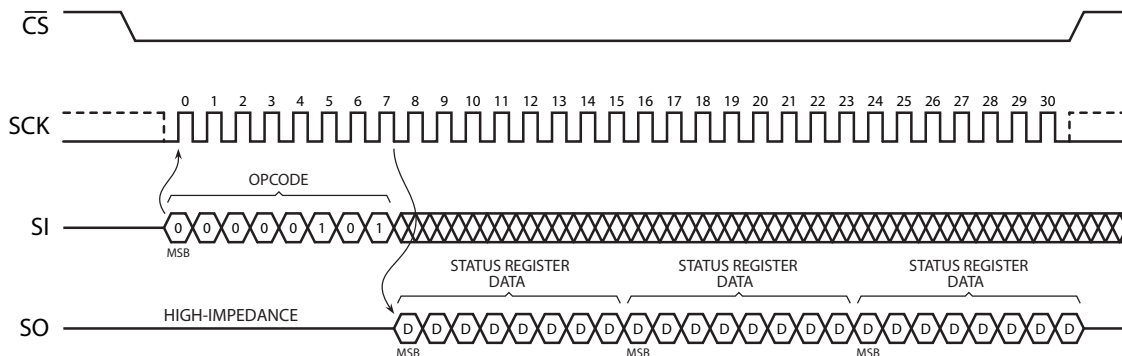 CS
0 1 2 3 4 5 6 7 8 9 10 11 12 13 14 15 16 17 18 19 20 21 22 23 24 25 26 27 28 29 30
SCK
OPCODE
SI
0 0 0 0 0 1 0 1
MSB
STATUS REGISTER
DATA
STATUS REGISTER
DATA
STATUS REGISTER
DATA
SO
HIGH-IMPEDANCE
D D D D D D D D D D D D D D D D D D D D D D D D
MSB
MSB
MSB